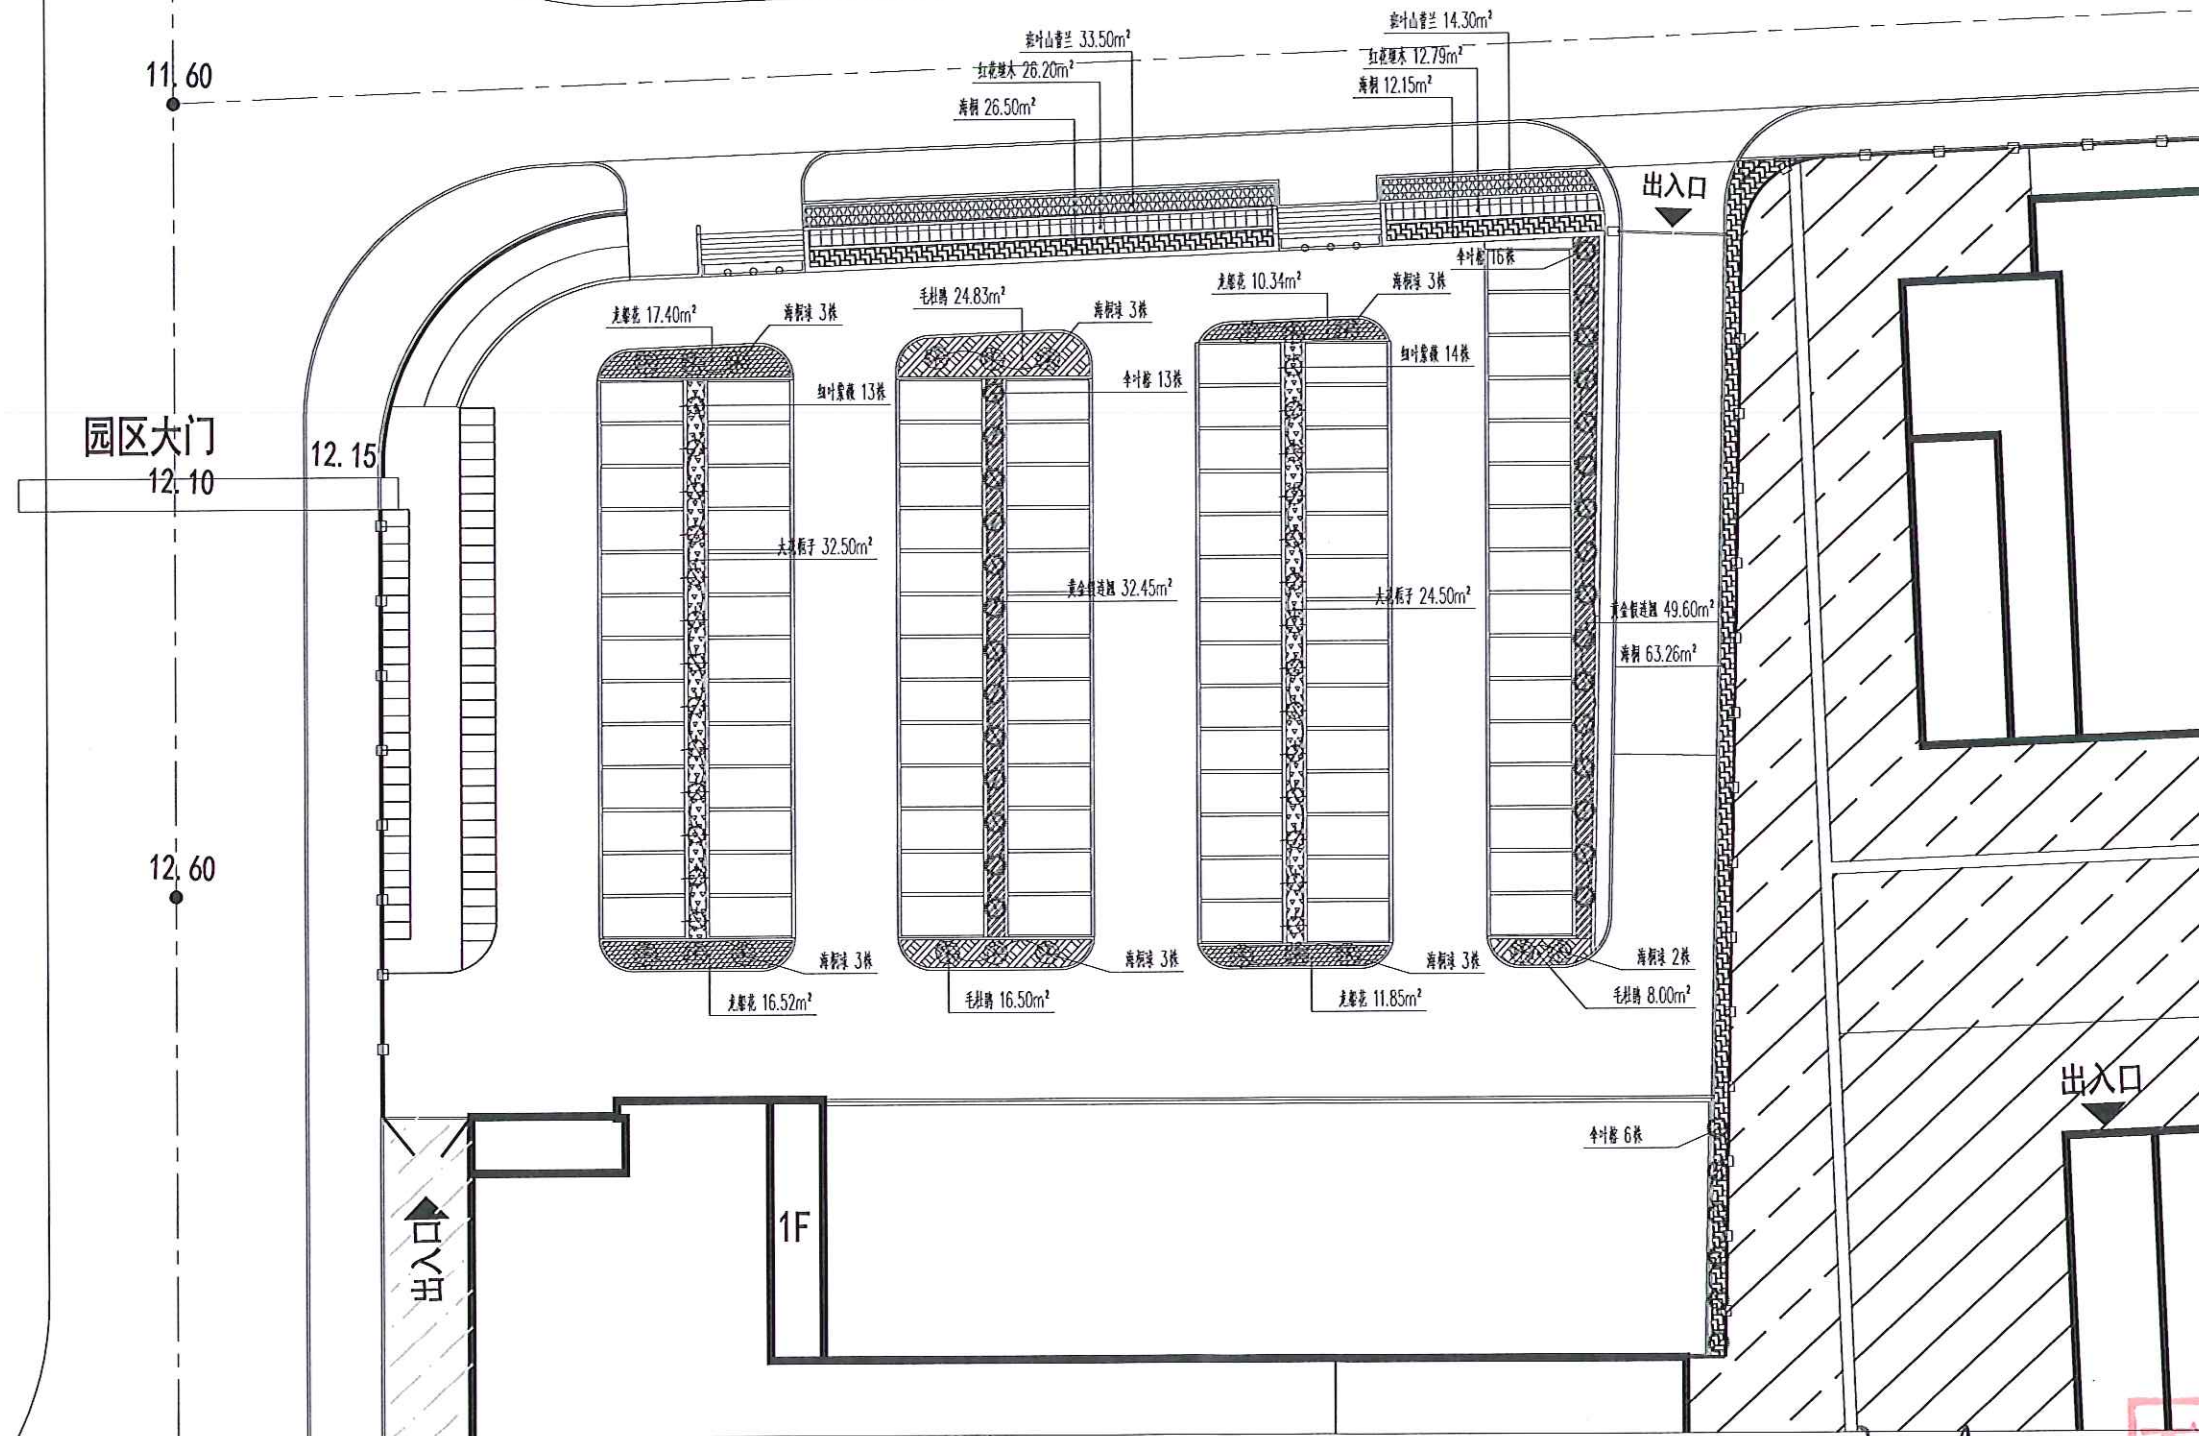 斑叶山菅兰 14.30m²
斑叶山菅兰 33.50m²
红花继木 12.79m²
红花继木 26.20m²
海桐 12.15m²
海桐 26.50m²
11.60
出入口
伞叶榕 16株
龙船花 10.34m²
海桐球 3株
毛杜鹃 24.83m²
海桐球 3株
龙船花 17.40m²
海桐球 3株
细叶紫薇 14株
伞叶榕 13株
细叶紫薇 13株
园区大门
12.15
12.10
大花栀子 32.50m²
黄金假连翘 32.45m²
大花栀子 24.50m²
黄金假连翘 49.60m²
海桐 63.26m²
12.60
海桐球 3株
海桐球 3株
海桐球 3株
海桐球 2株
龙船花 16.52m²
毛杜鹃 16.50m²
龙船花 11.85m²
毛杜鹃 8.00m²
出入口
伞叶榕 6株
1F
出入口